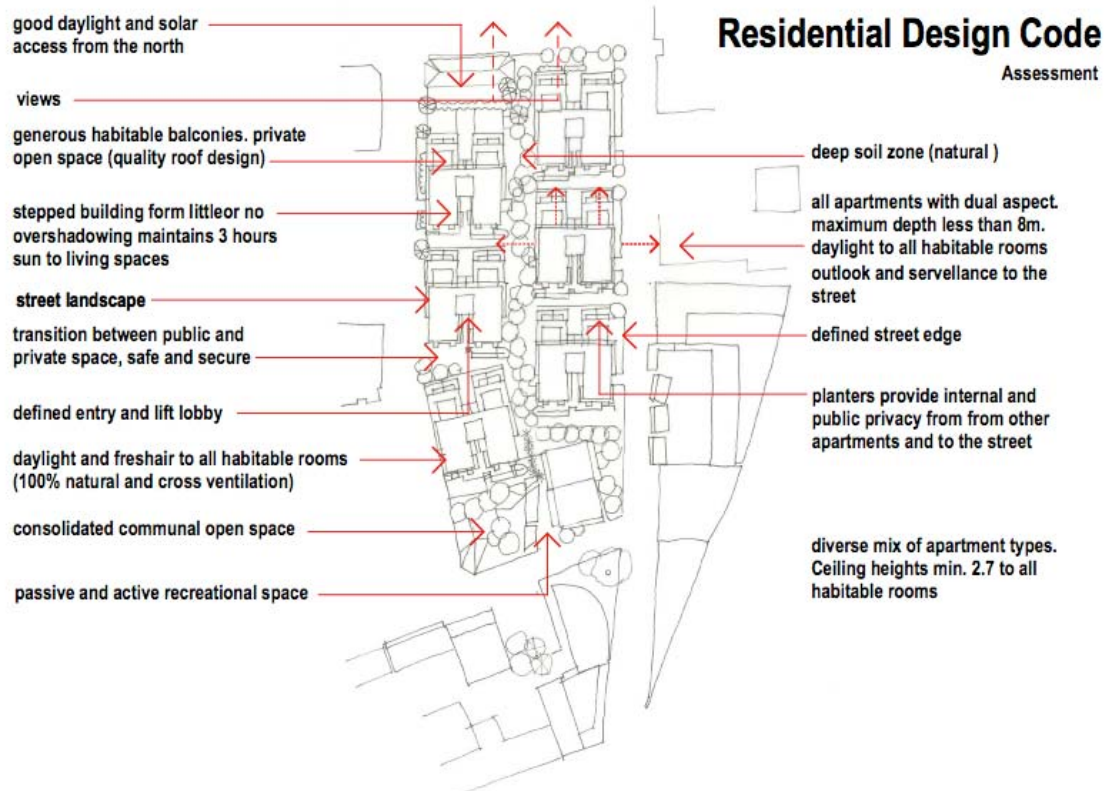 Residential Design Code
Assessment
good daylight and solar
access from the north
views
generous habitable balconies. private
open space (quality roof design)
stepped building form littleor no
overshadowing maintains 3 hours
sun to living spaces
street landscape
transition between public and
private space, safe and secure
defined entry and lift lobby
daylight and freshair to all habitable rooms
(100% natural and cross ventilation)
consolidated communal open space
passive and active recreational space
deep soil zone (natural )
all apartments with dual aspect.
maximum depth less than 8m.
daylight to all habitable rooms
outlook and servellance to the
street
defined street edge
planters provide internal and
public privacy from from other
apartments and to the street
diverse mix of apartment types.
Ceiling heights min. 2.7 to all
habitable rooms